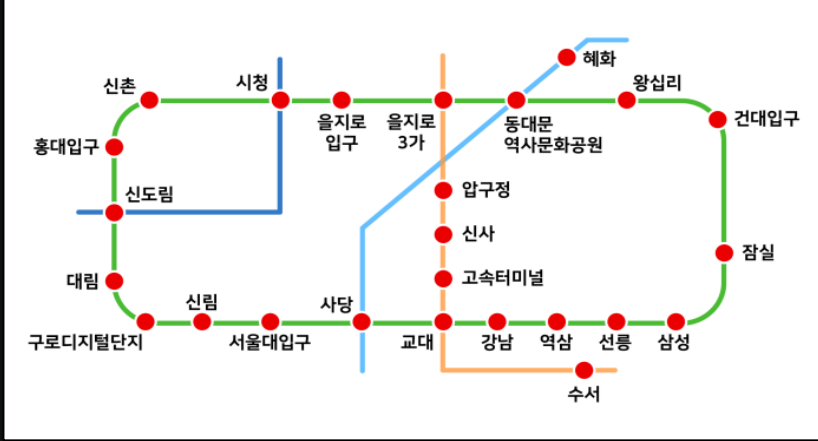 혜화
신촌
시청
왕십리
을지로
입구
을지로
3가
동대문
역사문화공원
건대입구
홍대입구
신도림
압구정
신사
잠실
대림
고속터미널
신림
사당
구로디지털단지
서울대입구
교대
강남
역삼
선릉
삼성
수서